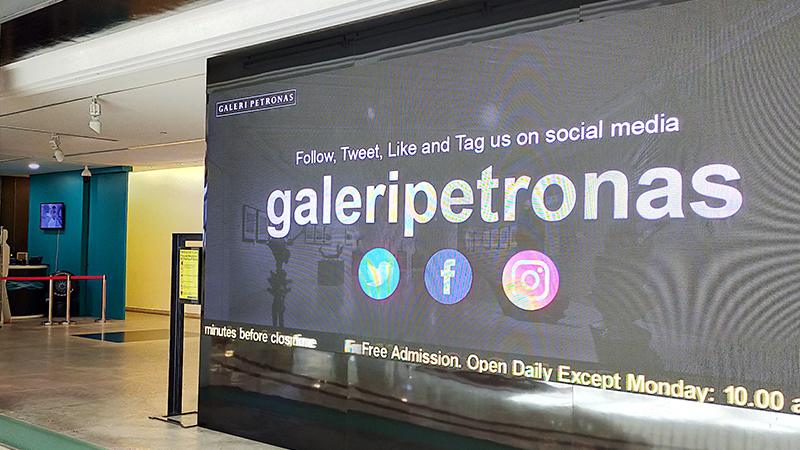 GALERI PETRONAS
Follow, Tweet, Like and Tag us on social media
galeripetronas
minutes before closing time Free Admission. Open Daily Except Monday: 10.00 a